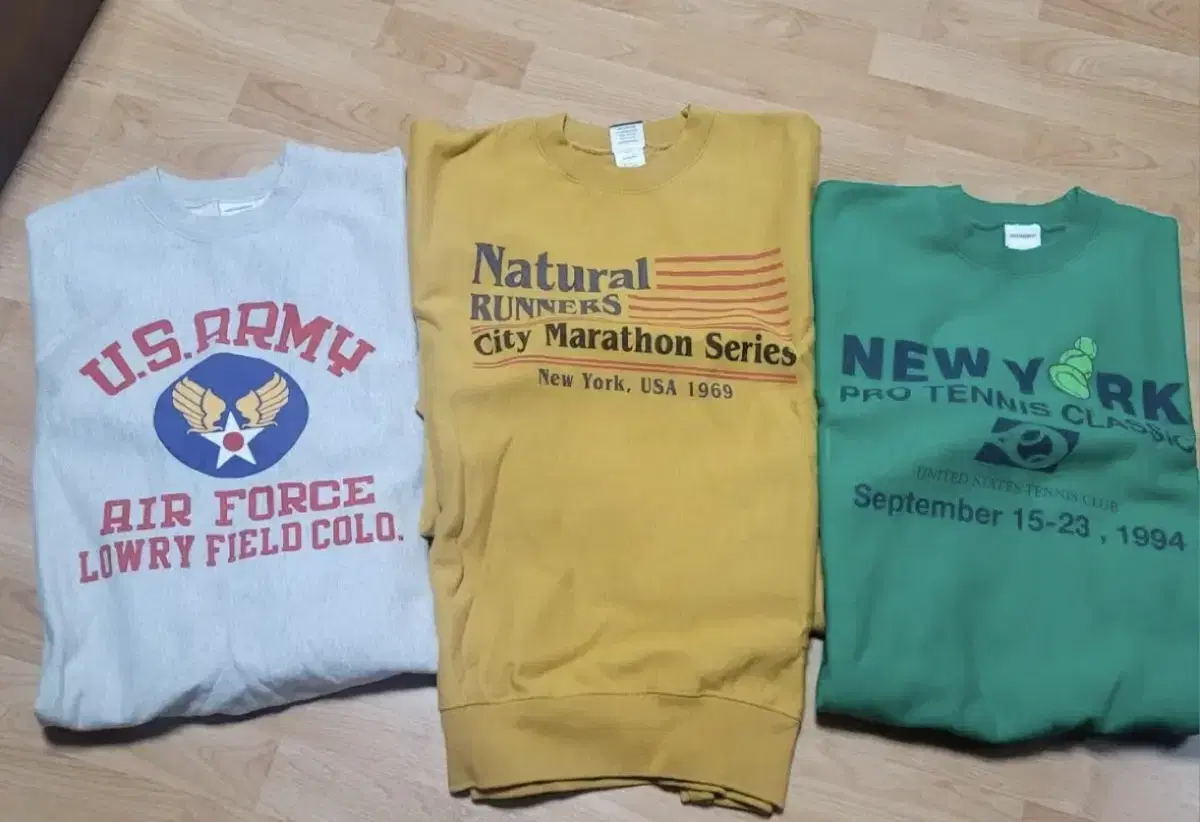 U.S.ARMY
AIR FORCE
LOWRY FIELD COLO.
Natural
RUNNERS
City Marathon Series
New York, USA 1969
NEW YORK
PRO TENNIS CLASSIC
UNITED STATES TENNIS CLUB
September 15-23 , 1994